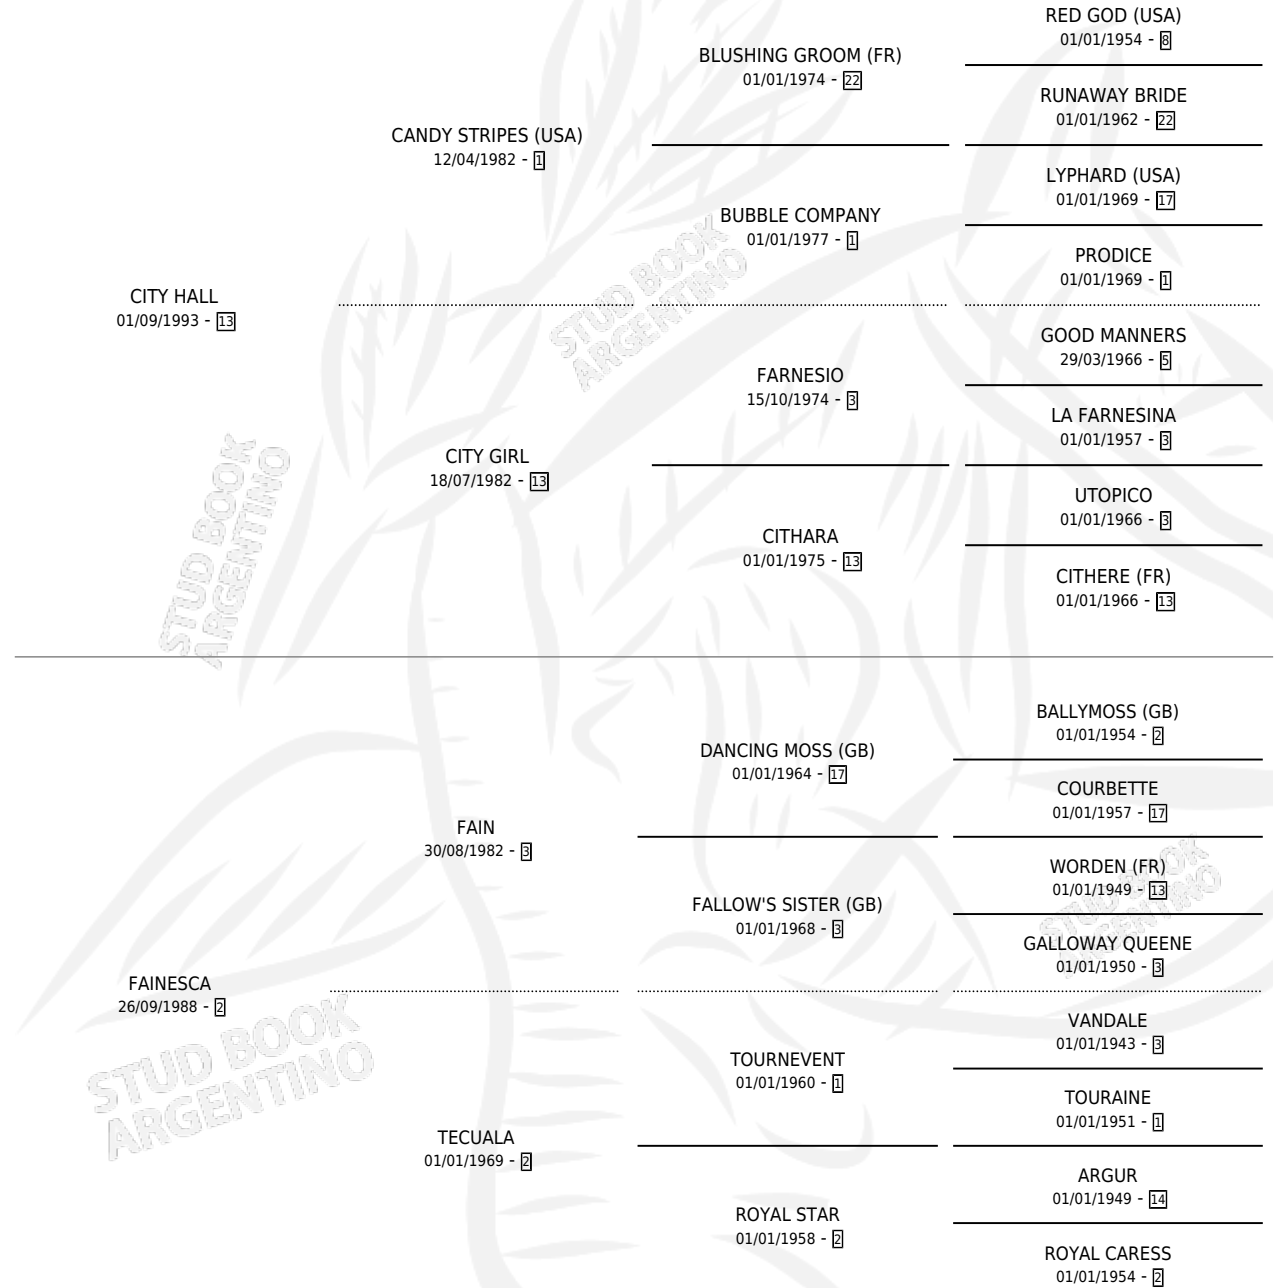 RED GOD (USA)
01/01/1954 - 8
BLUSHING GROOM (FR)
01/01/1974 - 22
RUNAWAY BRIDE
01/01/1962 - 22
CANDY STRIPES (USA)
12/04/1982 - 1
LYPHARD (USA)
01/01/1969 - 17
BUBBLE COMPANY
01/01/1977 - 1
PRODICE
01/01/1969 - 1
CITY HALL
01/09/1993 - 13
GOOD MANNERS
29/03/1966 - 5
FARNESIO
15/10/1974 - 3
LA FARNESINA
01/01/1957 - 3
CITY GIRL
18/07/1982 - 13
UTOPICO
01/01/1966 - 3
CITHARA
01/01/1975 - 13
CITHERE (FR)
01/01/1966 - 13
STUD BOOK
ARGENTINO
STUD BOOK
ARGENTINO
BALLYMOSS (GB)
01/01/1954 - 2
DANCING MOSS (GB)
01/01/1964 - 17
COURBETTE
01/01/1957 - 17
FAIN
30/08/1982 - 3
WORDEN (FR)
01/01/1949 - 13
FALLOW'S SISTER (GB)
01/01/1968 - 3
GALLOWAY QUEENE
01/01/1950 - 3
FAINESCA
26/09/1988 - 2
VANDALE
01/01/1943 - 3
TOURNEVENT
01/01/1960 - 1
TOURAINE
01/01/1951 - 1
TECUALA
01/01/1969 - 2
ARGUR
01/01/1949 - 14
ROYAL STAR
01/01/1958 - 2
ROYAL CARESS
01/01/1954 - 2
STUD BOOK
ARGENTINO
STUD BOOK
ARGENTINO